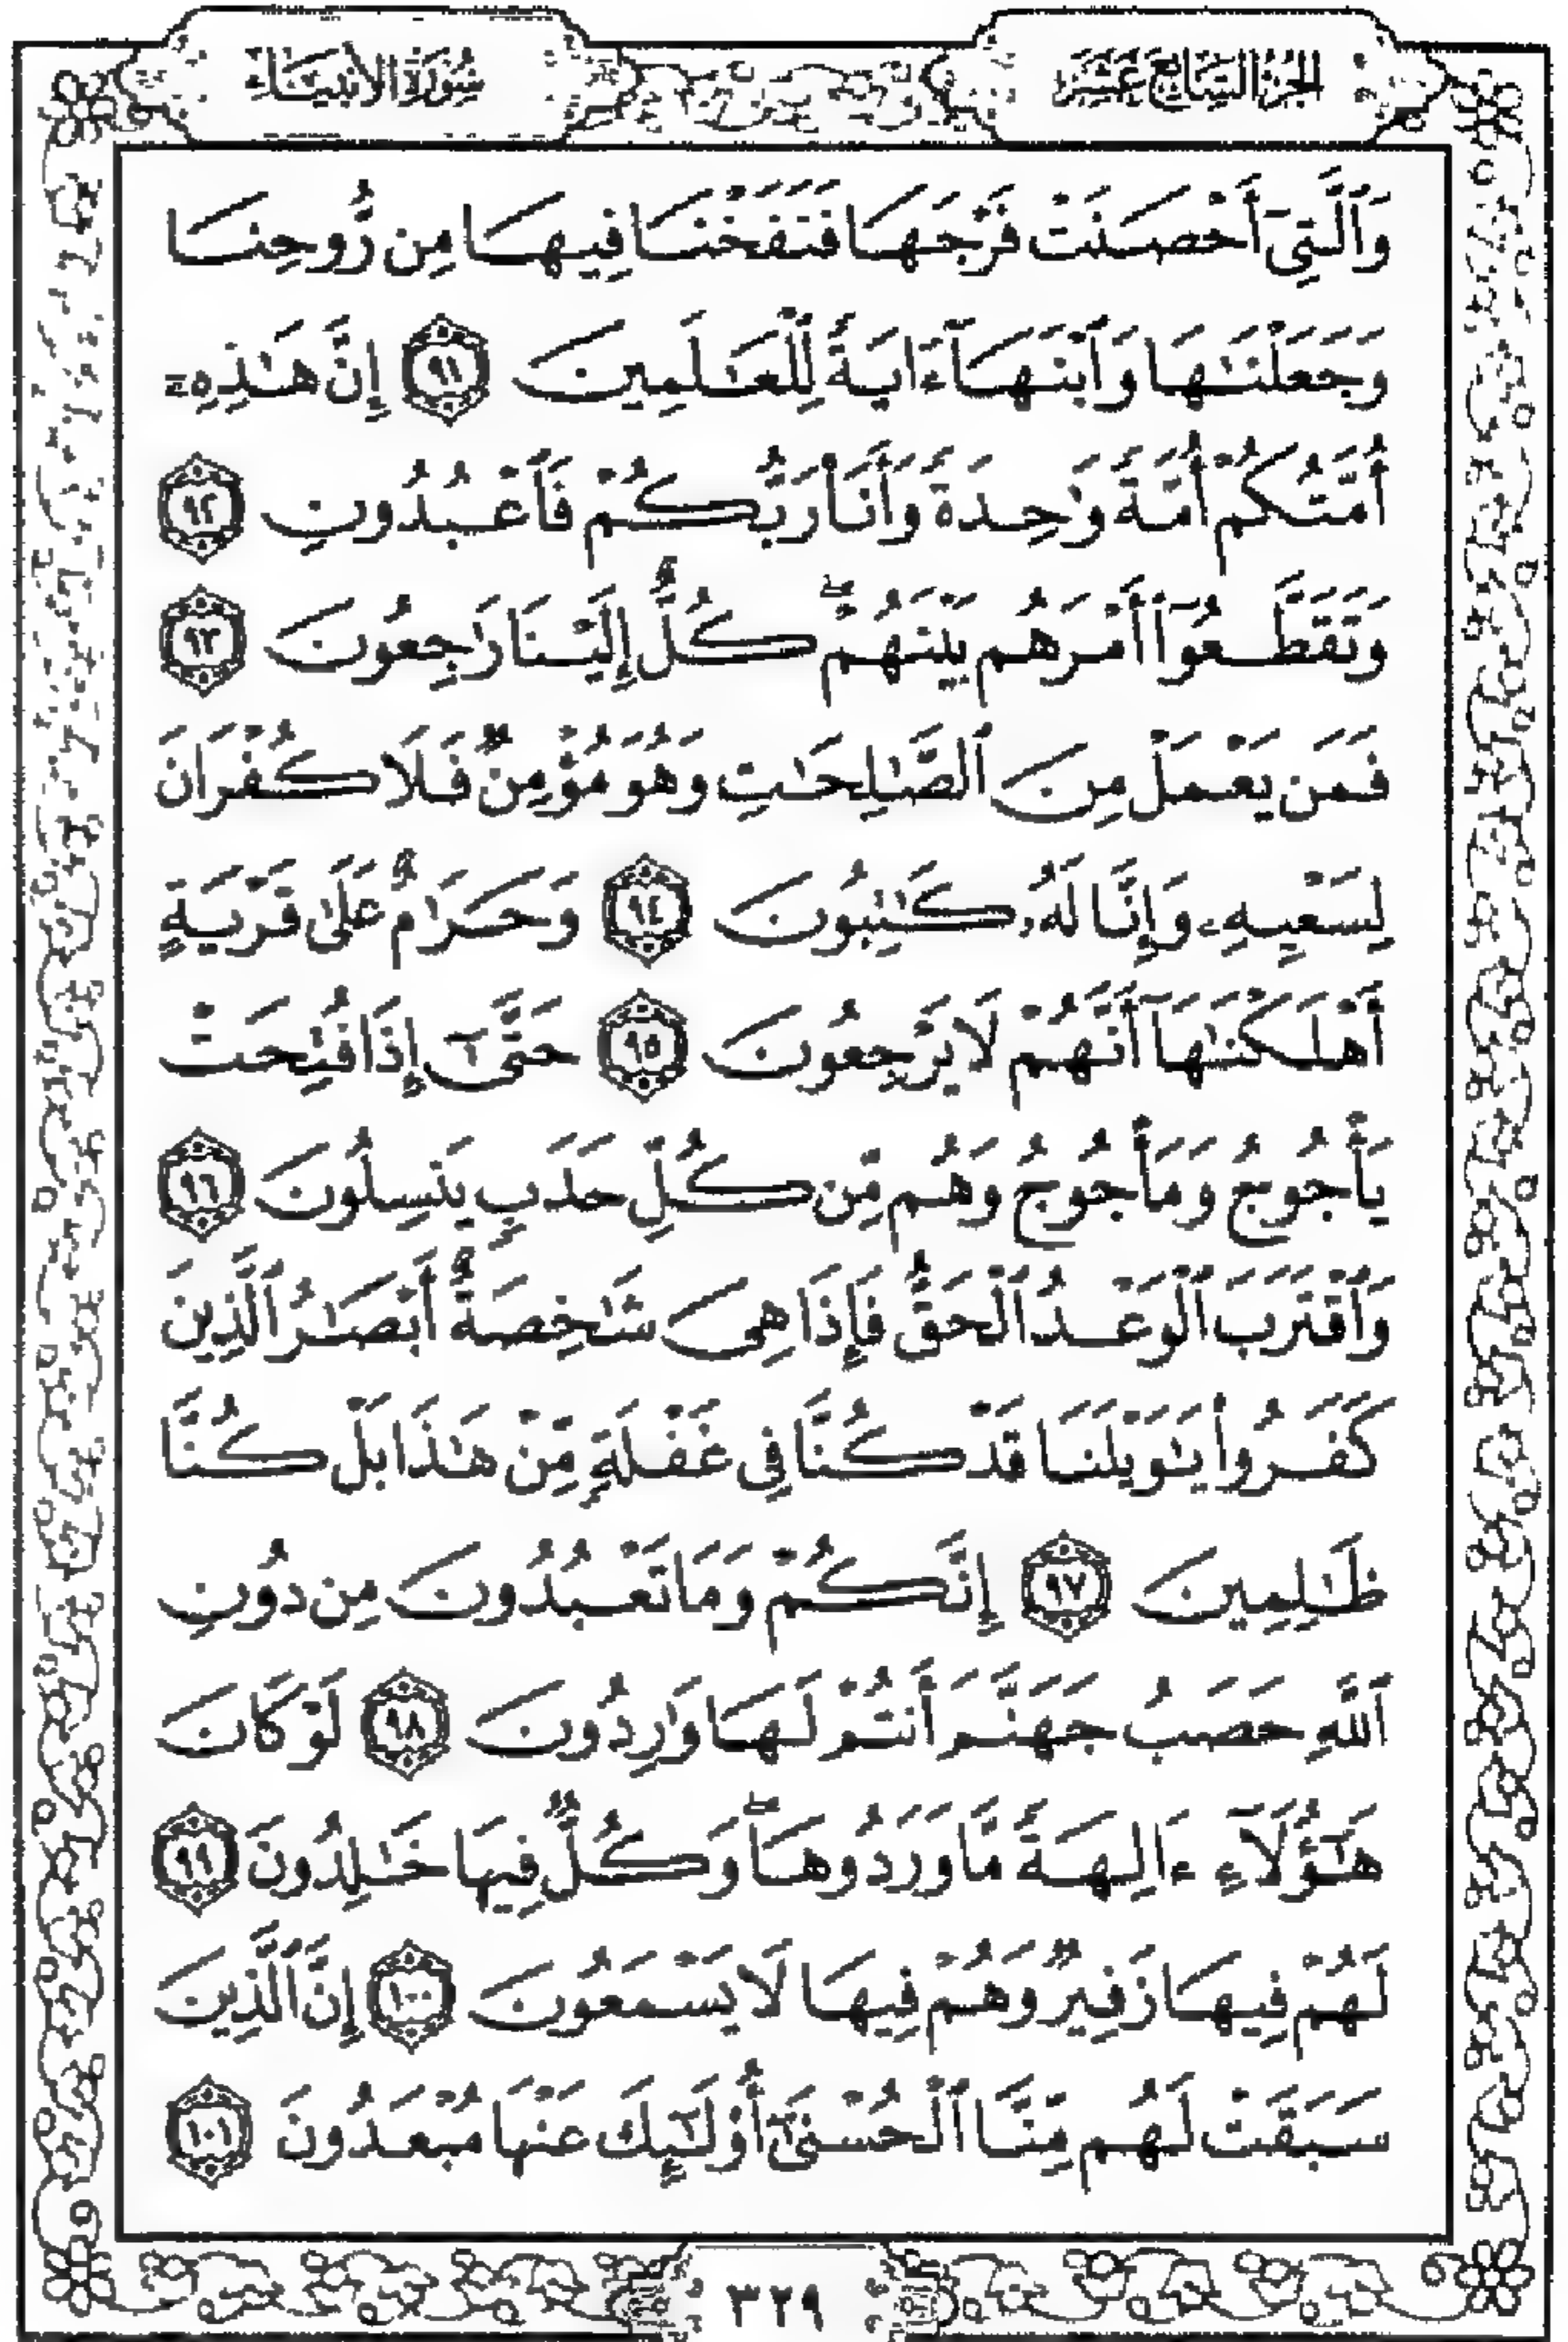 الجزء السابع عشر
سورة الأنبياء
وَٱلَّتِىٓ أَحْصَنَتْ فَرْجَهَا فَنَفَخْنَا فِيهَا مِن رُّوحِنَا
وَجَعَلْنَٰهَا وَٱبْنَهَآ ءَايَةً لِّلْعَٰلَمِينَ ٩١ إِنَّ هَٰذِهِۦٓ
أُمَّتُكُمْ أُمَّةً وَٰحِدَةً وَأَنَا۠ رَبُّكُمْ فَٱعْبُدُونِ ٩٢
وَتَقَطَّعُوٓا۟ أَمْرَهُم بَيْنَهُمْ ۖ كُلٌّ إِلَيْنَا رَٰجِعُونَ ٩٣
فَمَن يَعْمَلْ مِنَ ٱلصَّٰلِحَٰتِ وَهُوَ مُؤْمِنٌ فَلَا كُفْرَانَ
لِسَعْيِهِۦ وَإِنَّا لَهُۥ كَٰتِبُونَ ٩٤ وَحَرَٰمٌ عَلَىٰ قَرْيَةٍ
أَهْلَكْنَٰهَآ أَنَّهُمْ لَا يَرْجِعُونَ ٩٥ حَتَّىٰٓ إِذَا فُتِحَتْ
يَأْجُوجُ وَمَأْجُوجُ وَهُم مِّن كُلِّ حَدَبٍ يَنسِلُونَ ٩٦
وَٱقْتَرَبَ ٱلْوَعْدُ ٱلْحَقُّ فَإِذَا هِىَ شَٰخِصَةٌ أَبْصَٰرُ ٱلَّذِينَ
كَفَرُوا۟ يَٰوَيْلَنَا قَدْ كُنَّا فِى غَفْلَةٍ مِّنْ هَٰذَا بَلْ كُنَّا
ظَٰلِمِينَ ٩٧ إِنَّكُمْ وَمَا تَعْبُدُونَ مِن دُونِ
ٱللَّهِ حَصَبُ جَهَنَّمَ أَنتُمْ لَهَا وَٰرِدُونَ ٩٨ لَوْ كَانَ
هَٰٓؤُلَآءِ ءَالِهَةً مَّا وَرَدُوهَا ۖ وَكُلٌّ فِيهَا خَٰلِدُونَ ٩٩
لَهُمْ فِيهَا زَفِيرٌ وَهُمْ فِيهَا لَا يَسْمَعُونَ ١٠٠ إِنَّ ٱلَّذِينَ
سَبَقَتْ لَهُم مِّنَّا ٱلْحُسْنَىٰٓ أُو۟لَٰٓئِكَ عَنْهَا مُبْعَدُونَ ١٠١
٣٢٩